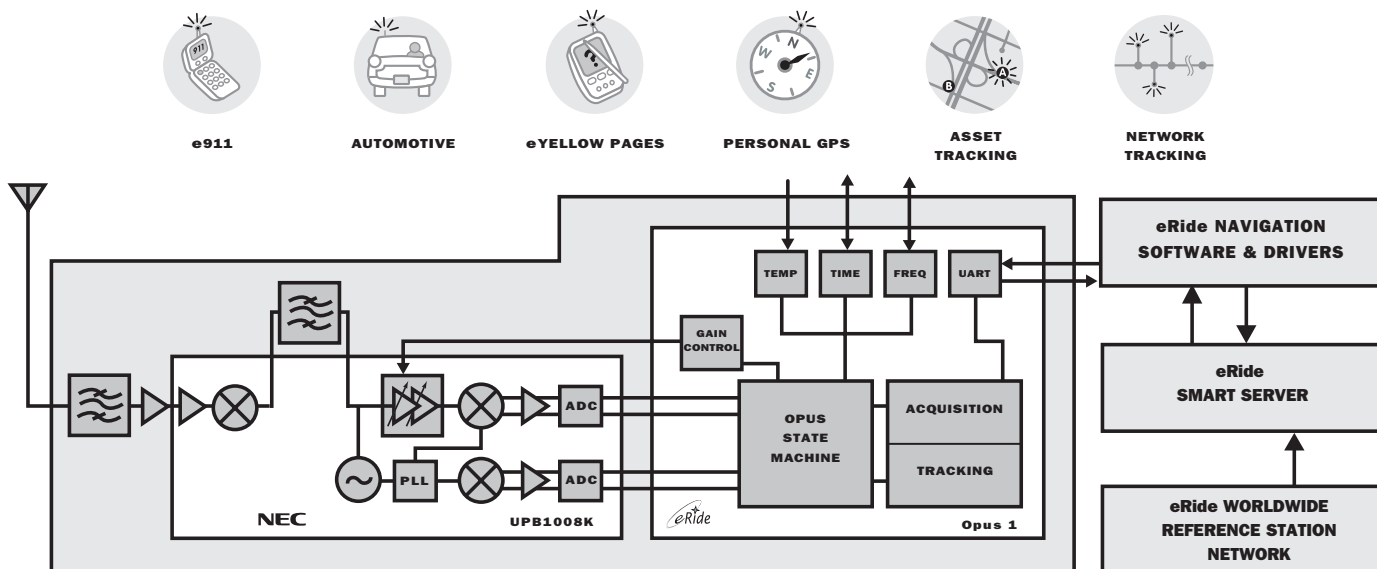 911
W
N
E
S
A
B
e911
AUTOMOTIVE
eYELLOW PAGES
PERSONAL GPS
ASSET
TRACKING
NETWORK
TRACKING
TEMP
TIME
FREQ
UART
eRide NAVIGATION
SOFTWARE & DRIVERS
GAIN
CONTROL
eRide
SMART SERVER
ADC
OPUS
STATE
MACHINE
ACQUISITION
TRACKING
PLL
ADC
NEC
UPB1008K
eRide
Opus 1
eRide WORLDWIDE
REFERENCE STATION
NETWORK